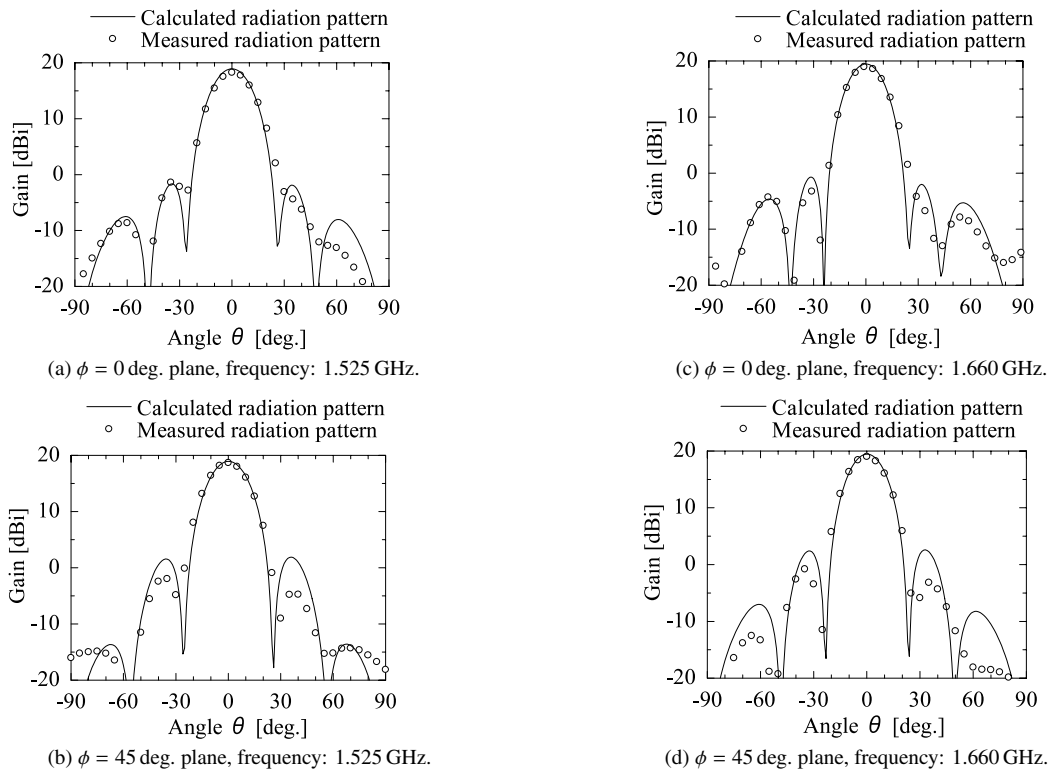 Calculated radiation pattern
Measured radiation pattern
20
10
0
-10
-20
Gain [dBi]
-90 -60 -30 0 30 60 90
Angle θ [deg.]
(a) ϕ = 0 deg. plane, frequency: 1.525 GHz.
Calculated radiation pattern
Measured radiation pattern
20
10
0
-10
-20
Gain [dBi]
-90 -60 -30 0 30 60 90
Angle θ [deg.]
(c) ϕ = 0 deg. plane, frequency: 1.660 GHz.
Calculated radiation pattern
Measured radiation pattern
20
10
0
-10
-20
Gain [dBi]
-90 -60 -30 0 30 60 90
Angle θ [deg.]
(b) ϕ = 45 deg. plane, frequency: 1.525 GHz.
Calculated radiation pattern
Measured radiation pattern
20
10
0
-10
-20
Gain [dBi]
-90 -60 -30 0 30 60 90
Angle θ [deg.]
(d) ϕ = 45 deg. plane, frequency: 1.660 GHz.